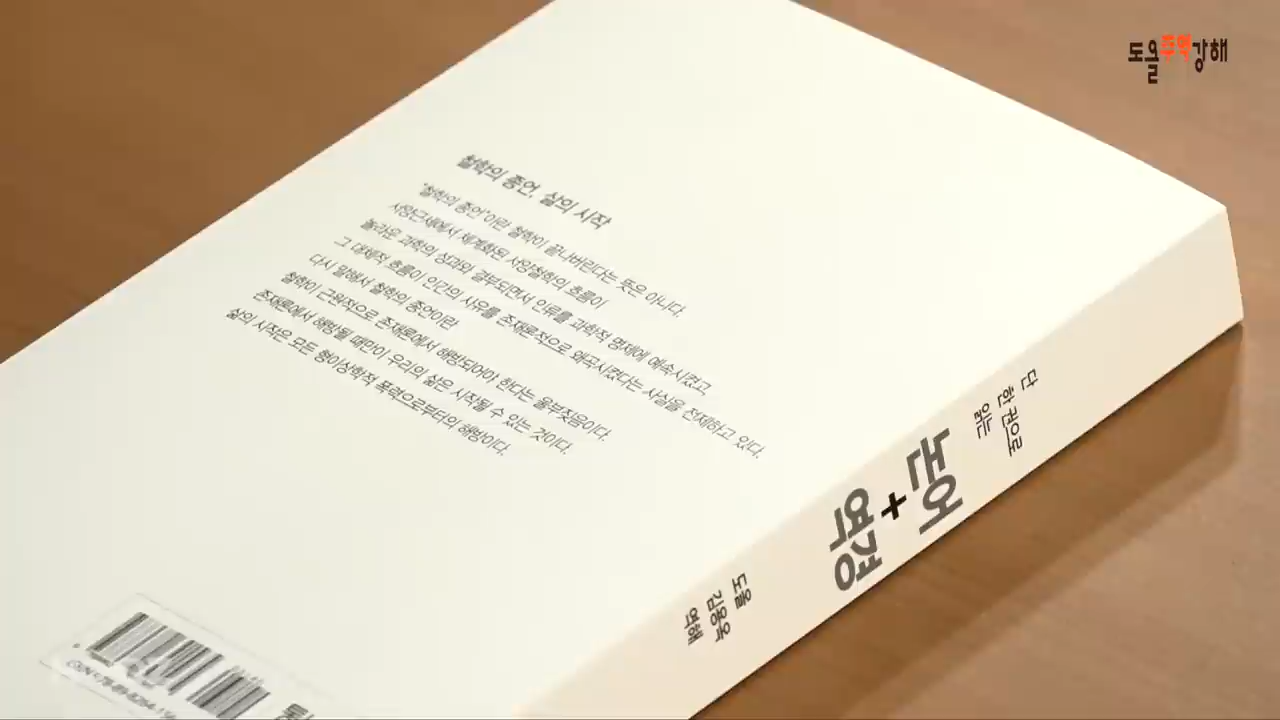 도올주역강해
철학의 종언, 삶의 시작
"철학의 종언"이란 철학이 끝나버린다는 뜻은 아니다.
서양근세에서 체계화된 서양철학의 흐름이
놀라운 과학의 성과와 결부되면서 인류를 과학적 명제에 예속시켰고,
그 대체적 흐름이 인간의 사유를 존재론적으로 왜곡시켰다는 사실을 전제하고 있다.
다시 말해서 철학의 종언이란
철학이 근원적으로 존재론에서 해방되어야 한다는 울부짖음이다.
존재론에서 해방될 때만이 우리의 삶은 시작될 수 있는 것이다.
삶의 시작은 모든 형이상학적 폭력으로부터의 해방이다.
단 한 권으로
읽는
논어
+
역경
도올
김용옥
역해